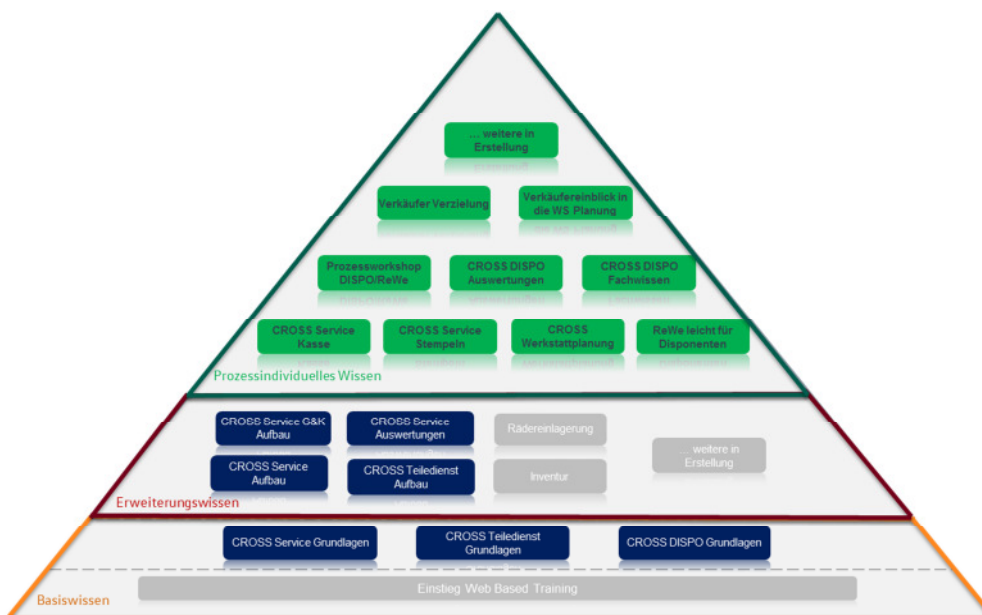 ... weitere in
Erstellung
Verkäufer Verzielung
Verkäufereinblick in
die WS Planung
Prozessworkshop
DISPO/ReWe
CROSS DISPO
Auswertungen
CROSS DISPO
Fachwissen
CROSS Service
Kasse
CROSS Service
Stempeln
CROSS
Werkstattplanung
ReWe leicht für
Disponenten
Prozessindividuelles Wissen
CROSS Service G&K
Aufbau
CROSS Service
Auswertungen
Rädereinlagerung
... weitere in
Erstellung
CROSS Service
Aufbau
CROSS Teiledienst
Aufbau
Inventur
Erweiterungswissen
CROSS Service Grundlagen
CROSS Teiledienst
Grundlagen
CROSS DISPO Grundlagen
Einstieg Web Based Training
Basiswissen